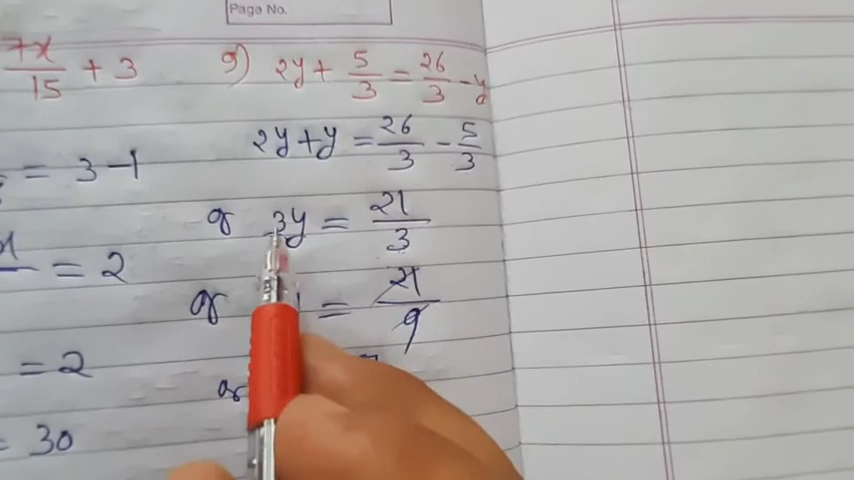 Page No.
7x/15 + 3
9) 2y + 5/3 = 26/3 - y
= 3 - 1
2y + y = 26/3 - 5/3
or 3y = 21/3
x
= 2
or = 21/9
= 2
or
= 30